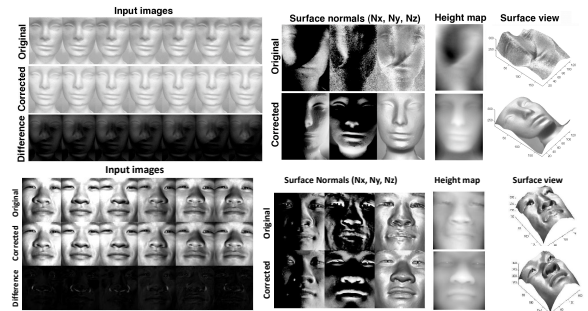 Input images
Original
Corrected
Difference
Surface normals (Nx, Ny, Nz)
Height map
Surface view
Original
Corrected
Input images
Original
Corrected
Difference
Surface Normals (Nx, Ny, Nz)
Height map
Surface view
Original
Corrected